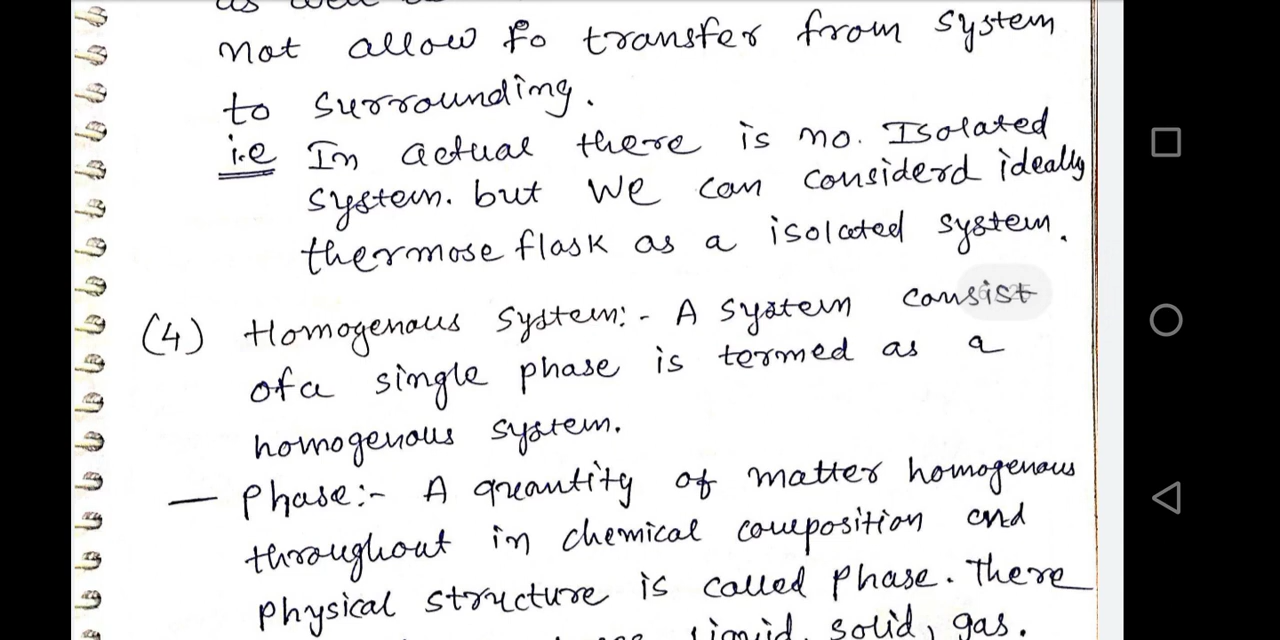 not allow to transfer from system
to surrounding.
i.e In actual there is no. Isolated
system. but we can considerd ideally
thermose flask as a isolated system.
(4) Homogenous system:- A system consist
of a single phase is termed as a
homogenous system.
— Phase:- A quantity of matter homogenous
throughout in chemical composition and
physical structure is called phase. There
liquid, solid, gas.